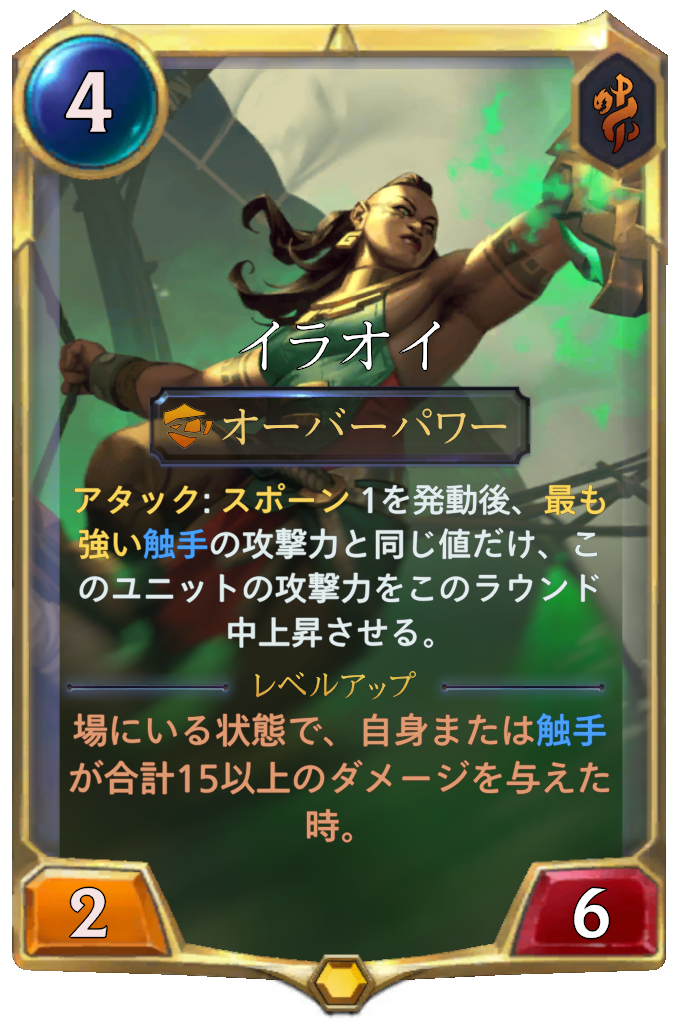 4
イラオイ
オーバーパワー
アタック: スポーン 1を発動後、最も
強い触手の攻撃力と同じ値だけ、こ
のユニットの攻撃力をこのラウンド
中上昇させる。
レベルアップ
場にいる状態で、自身または触手
が合計15以上のダメージを与えた
時。
2
6